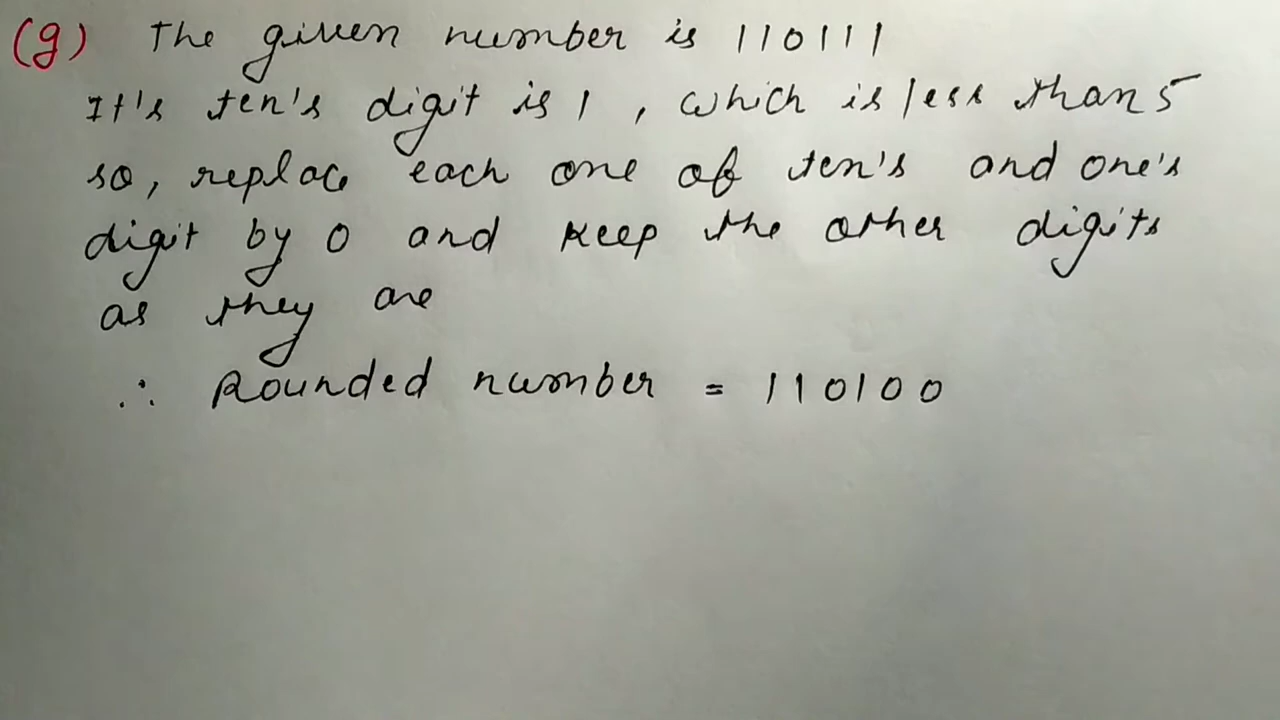 (g) The given number is 110111
It's ten's digit is 1, which is less than 5
so, replace each one of ten's and one's
digit by 0 and keep the other digits
as they are
∴ Rounded number = 110100